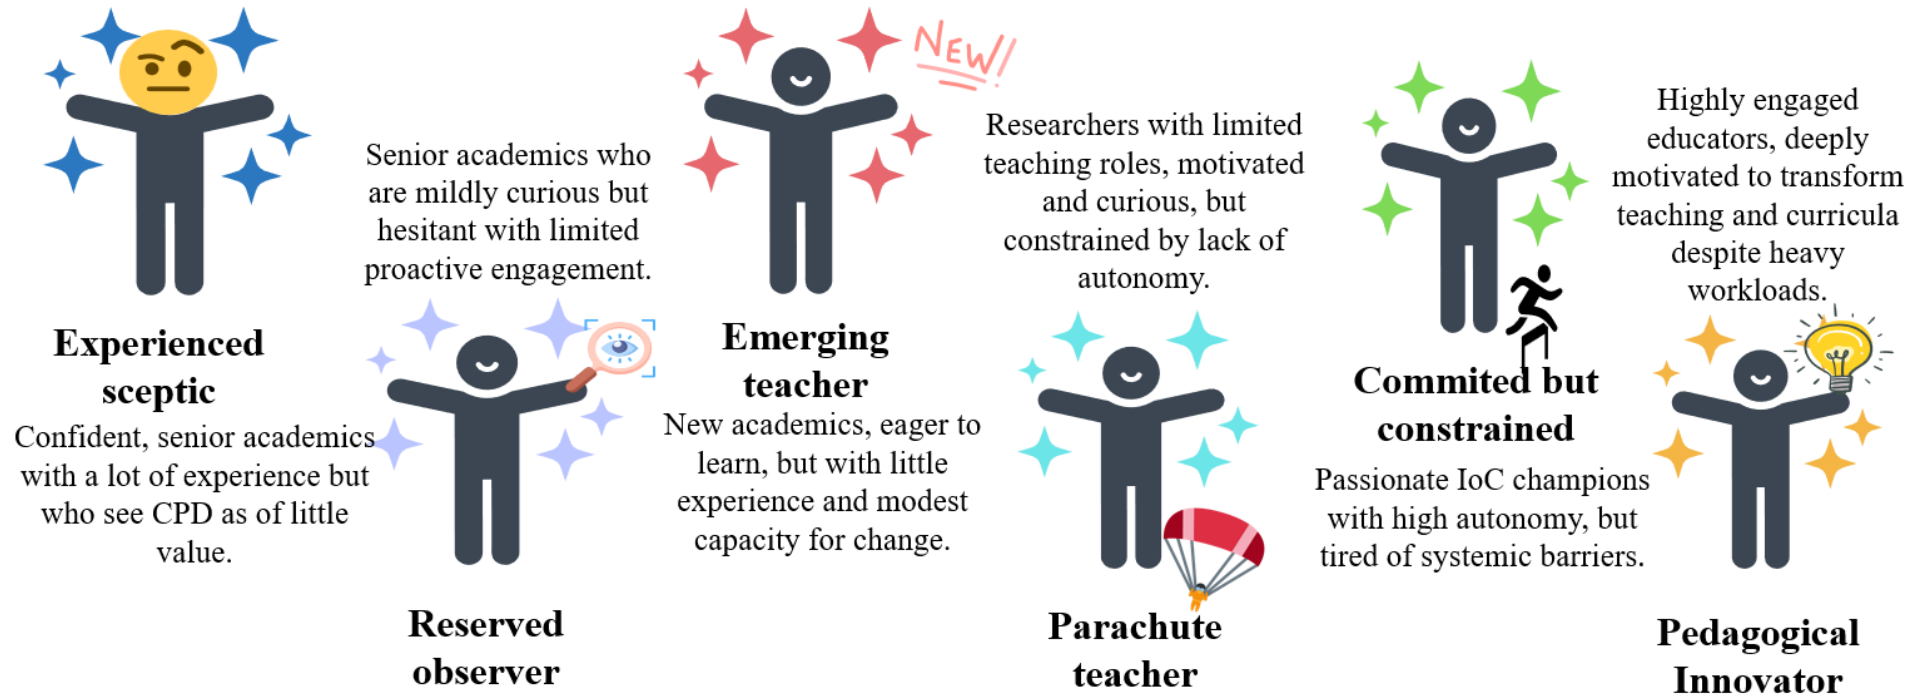 Experienced
sceptic
Confident, senior academics
with a lot of experience but
who see CPD as of little
value.
Senior academics who
are mildly curious but
hesitant with limited
proactive engagement.
Reserved
observer
NEW!
Emerging
teacher
New academics, eager to
learn, but with little
experience and modest
capacity for change.
Researchers with limited
teaching roles, motivated
and curious, but
constrained by lack of
autonomy.
Parachute
teacher
Commited but
constrained
Passionate IoC champions
with high autonomy, but
tired of systemic barriers.
Highly engaged
educators, deeply
motivated to transform
teaching and curricula
despite heavy
workloads.
Pedagogical
Innovator